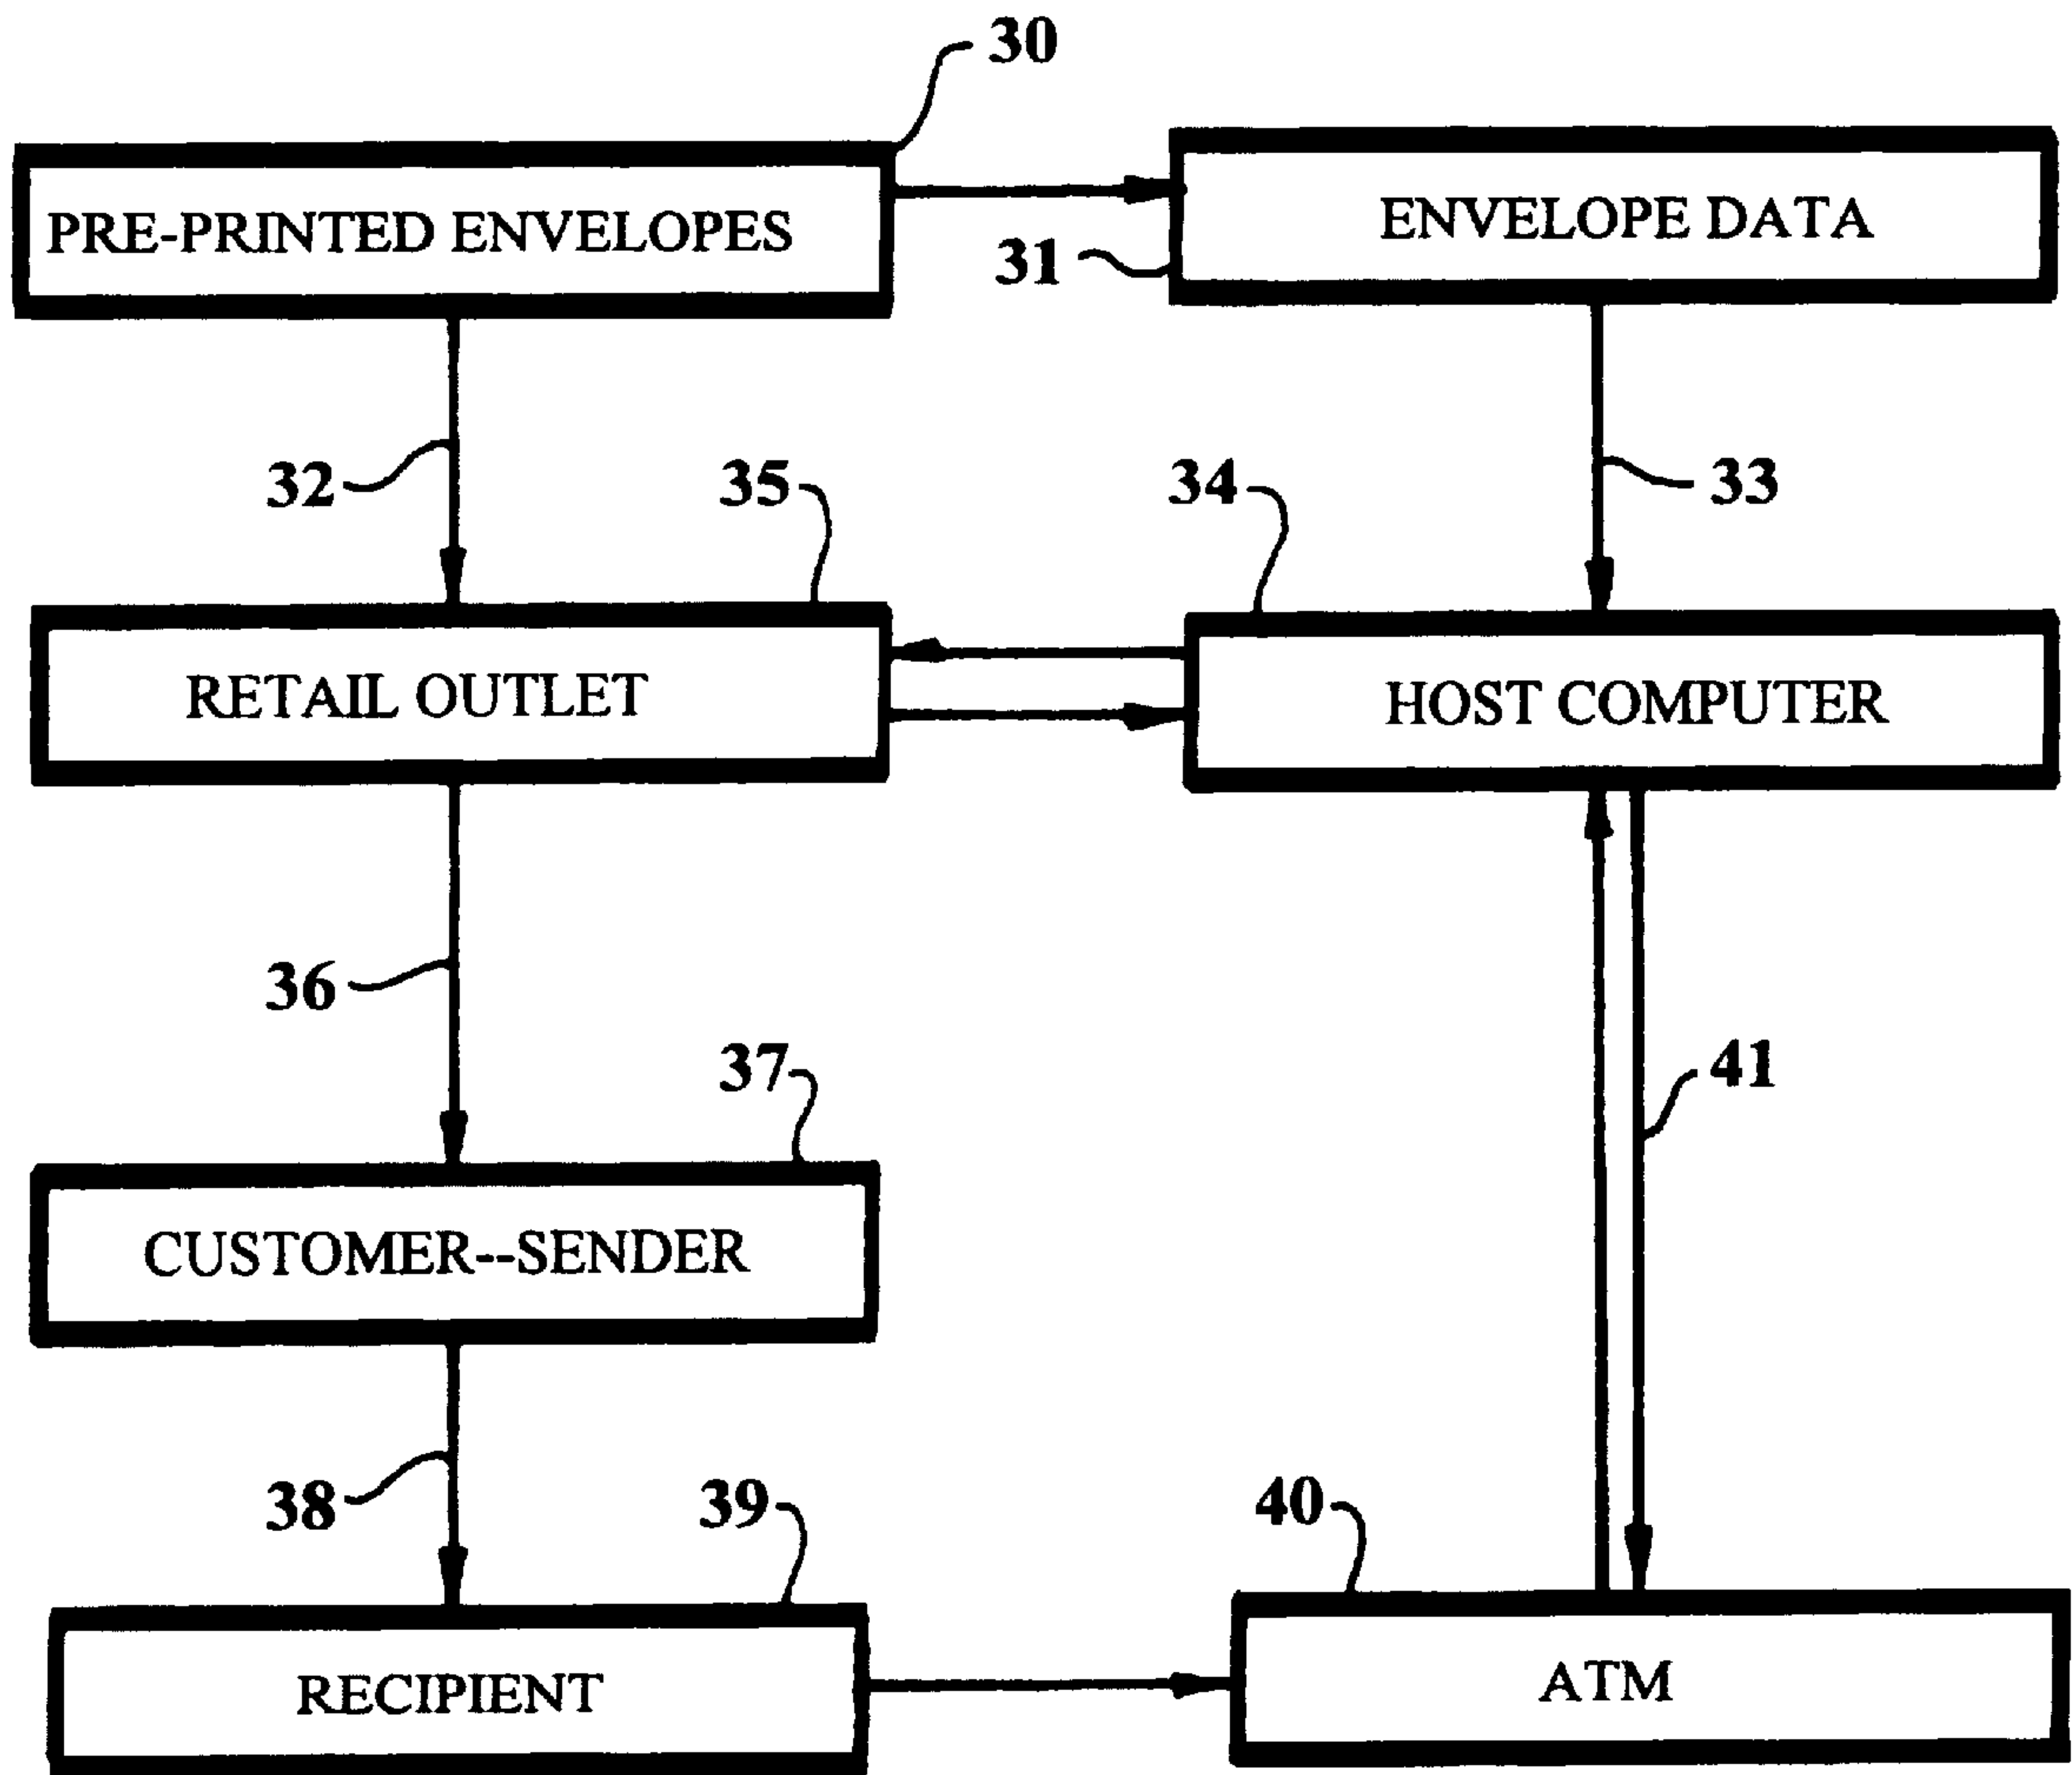 30
PRE-PRINTED ENVELOPES
ENVELOPE DATA
31
32
35
34
33
RETAIL OUTLET
HOST COMPUTER
36
37
41
CUSTOMER--SENDER
38
39
40
RECIPIENT
ATM